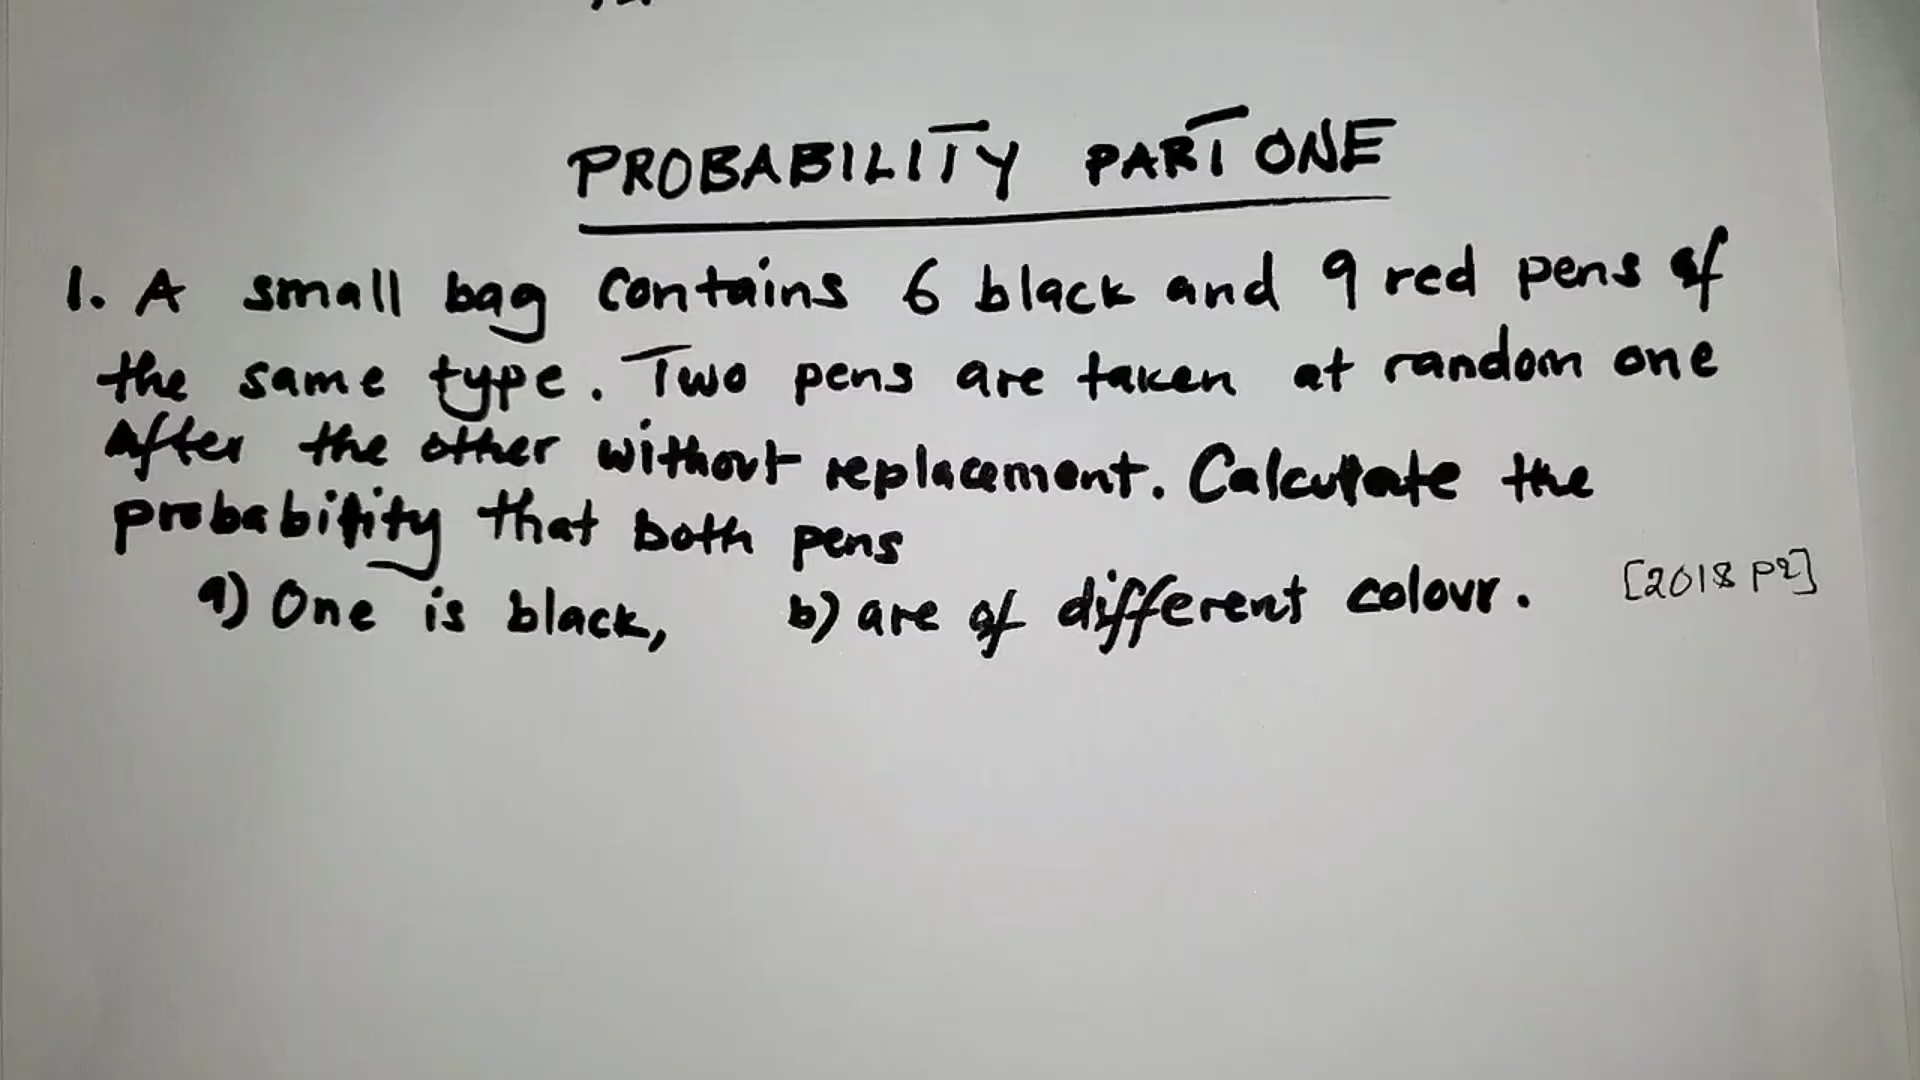 PROBABILITY PART ONE
1. A small bag contains 6 black and 9 red pens of
the same type. Two pens are taken at random one
after the other without replacement. Calculate the
probability that both pens
a) One is black, b) are of different colour. [2018 P2]